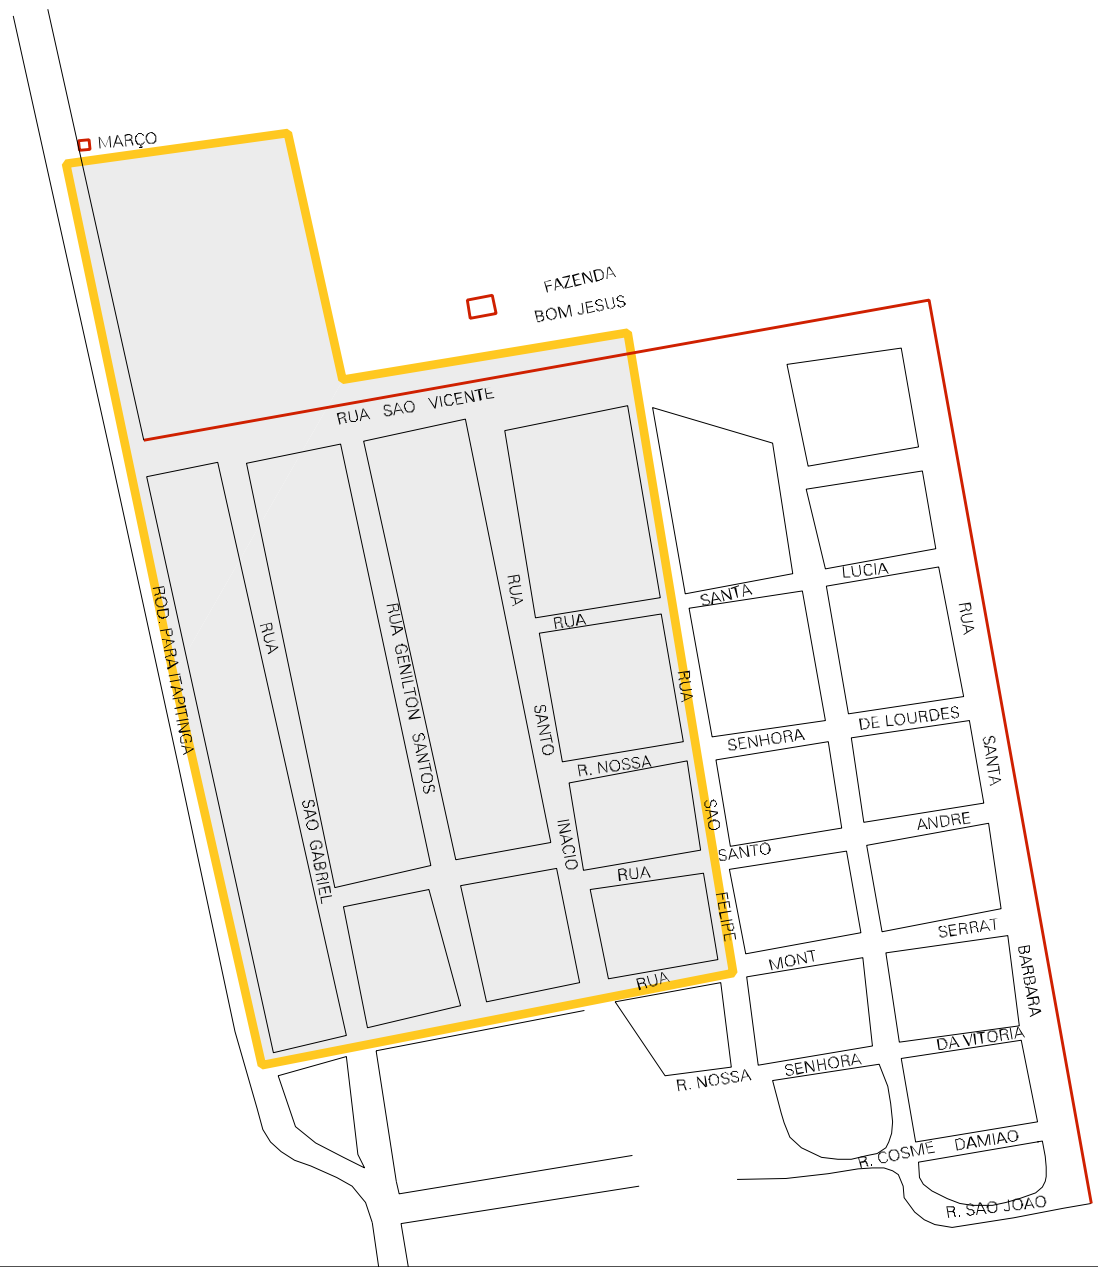 MARÇO
FAZENDA
BOM JESUS
RUA SAO VICENTE
ROD. PARA ITAPITINGA
RUA
SAO GABRIEL
RUA GENILTON SANTOS
RUA
SANTO
INACIO
RUA
SANTA
LUCIA
RUA
SAO
FELIPE
RUA
SANTA
BARBARA
R. NOSSA
SENHORA
DE LOURDES
RUA
SANTO
ANDRE
RUA
MONT
SERRAT
R. NOSSA
SENHORA
DA VITORIA
R. COSME
DAMIAO
R. SAO JOAO